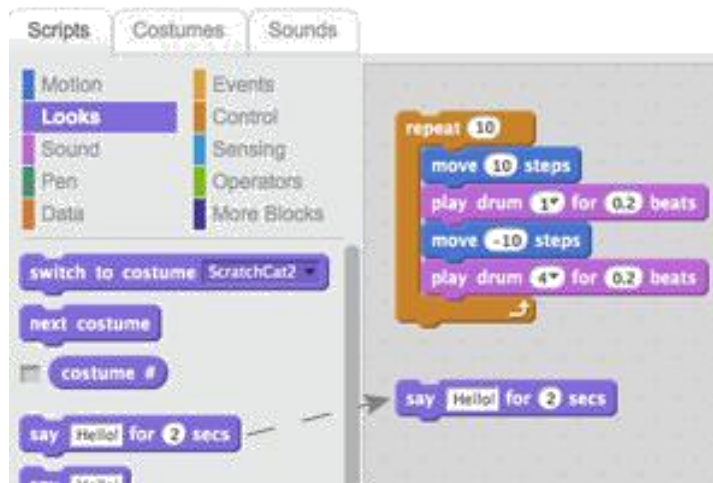 Scripts Costumes Sounds
Motion Events
Looks Control
Sound Sensing
Pen Operators
Data More Blocks
switch to costume ScratchCat2
next costume
costume #
say Hello! for 2 secs
say Hello!
repeat 10
move 10 steps
play drum 1 for 0.2 beats
move -10 steps
play drum 4 for 0.2 beats
say Hello! for 2 secs